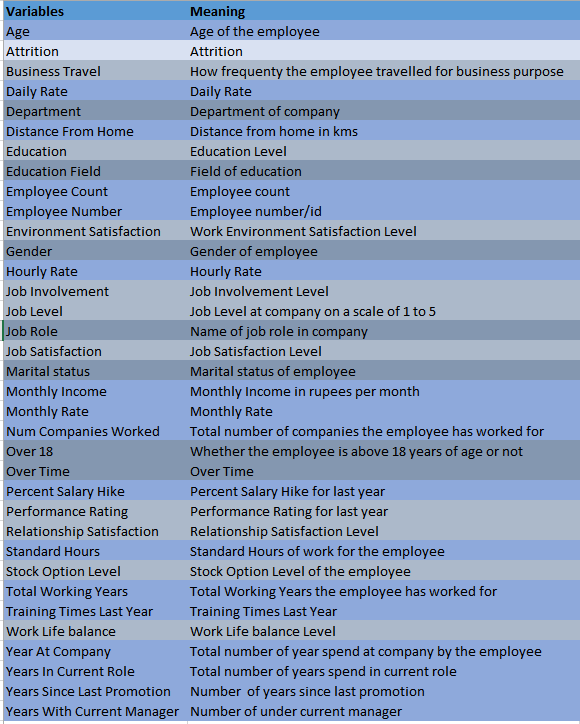 Variables Meaning
Age Age of the employee
Attrition Attrition
Business Travel How frequenty the employee travelled for business purpose
Daily Rate Daily Rate
Department Department of company
Distance From Home Distance from home in kms
Education Education Level
Education Field Field of education
Employee Count Employee count
Employee Number Employee number/id
Environment Satisfaction Work Environment Satisfaction Level
Gender Gender of employee
Hourly Rate Hourly Rate
Job Involvement Job Involvement Level
Job Level Job Level at company on a scale of 1 to 5
Job Role Name of job role in company
Job Satisfaction Job Satisfaction Level
Marital status Marital status of employee
Monthly Income Monthly Income in rupees per month
Monthly Rate Monthly Rate
Num Companies Worked Total number of companies the employee has worked for
Over 18 Whether the employee is above 18 years of age or not
Over Time Over Time
Percent Salary Hike Percent Salary Hike for last year
Performance Rating Performance Rating for last year
Relationship Satisfaction Relationship Satisfaction Level
Standard Hours Standard Hours of work for the employee
Stock Option Level Stock Option Level of the employee
Total Working Years Total Working Years the employee has worked for
Training Times Last Year Training Times Last Year
Work Life balance Work Life balance Level
Year At Company Total number of year spend at company by the employee
Years In Current Role Total number of years spend in current role
Years Since Last Promotion Number  of years since last promotion
Years With Current Manager Number of under current manager